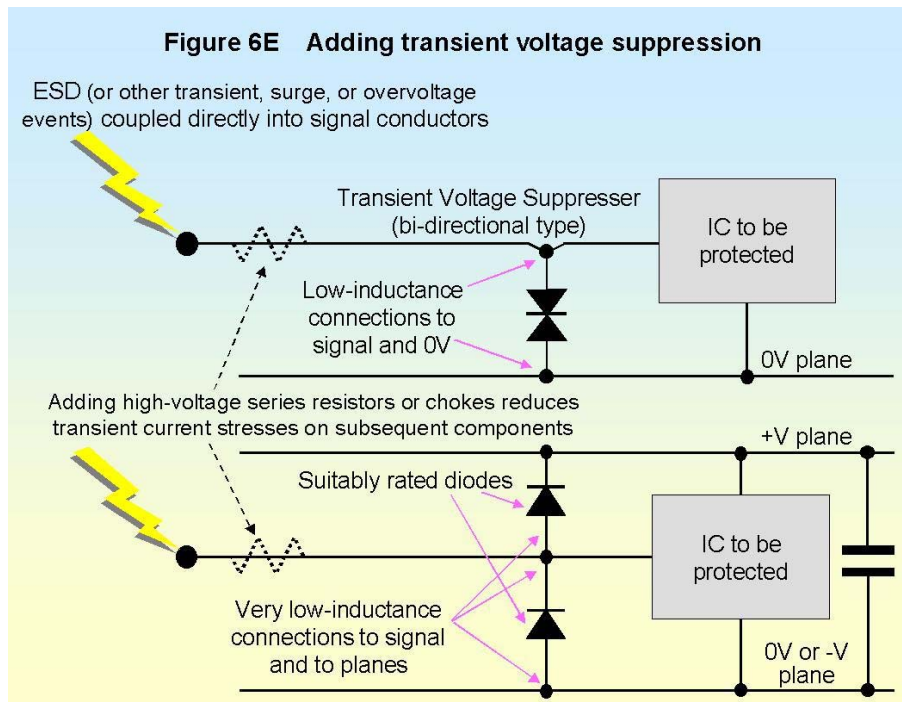 Figure 6E Adding transient voltage suppression
ESD (or other transient, surge, or overvoltage
events) coupled directly into signal conductors
Transient Voltage Suppresser
(bi-directional type)
IC to be
protected
Low-inductance
connections to
signal and 0V
0V plane
Adding high-voltage series resistors or chokes reduces
transient current stresses on subsequent components
+V plane
Suitably rated diodes
IC to be
protected
Very low-inductance
connections to signal
and to planes
0V or -V
plane